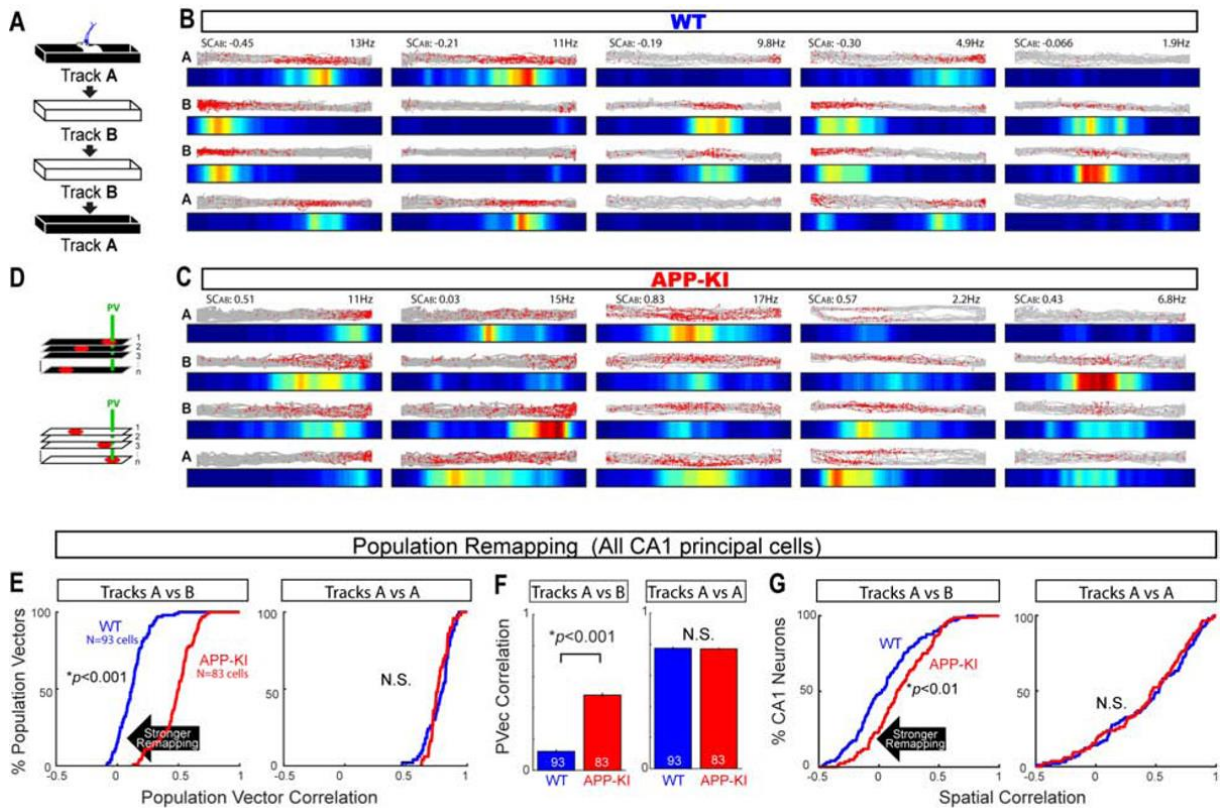 A
Track A
Track B
Track B
Track A
B
WT
SCAB: -0.45 13Hz SCAB: -0.21 11Hz SCAB: -0.19 9.8Hz SCAB: -0.30 4.9Hz SCAB: -0.066 1.9Hz
A
B
B
A
D
PV
1
2
3
n
PV
1
2
3
n
C
APP-KI
SCAB: 0.51 11Hz SCAB: 0.03 15Hz SCAB: 0.83 17Hz SCAB: 0.57 2.2Hz SCAB: 0.43 6.8Hz
A
B
B
A
Population Remapping (All CA1 principal cells)
E
Tracks A vs B
% Population Vectors
100
50
WT
N=93 cells
*p<0.001
APP-KI
N=83 cells
Stronger
Remapping
-0.5 0 0.5 1
Tracks A vs A
100
50
N.S.
-0.5 0 0.5 1
Population Vector Correlation
F
Tracks A vs B
PVec Correlation
1
0
*p<0.001
93 83
WT APP-KI
Tracks A vs A
1
0
N.S.
93 83
WT APP-KI
G
Tracks A vs B
% CA1 Neurons
100
50
0
WT
APP-KI
*p<0.01
Stronger
Remapping
-0.5 0 0.5 1
Tracks A vs A
100
50
N.S.
-0.5 0 0.5 1
Spatial Correlation